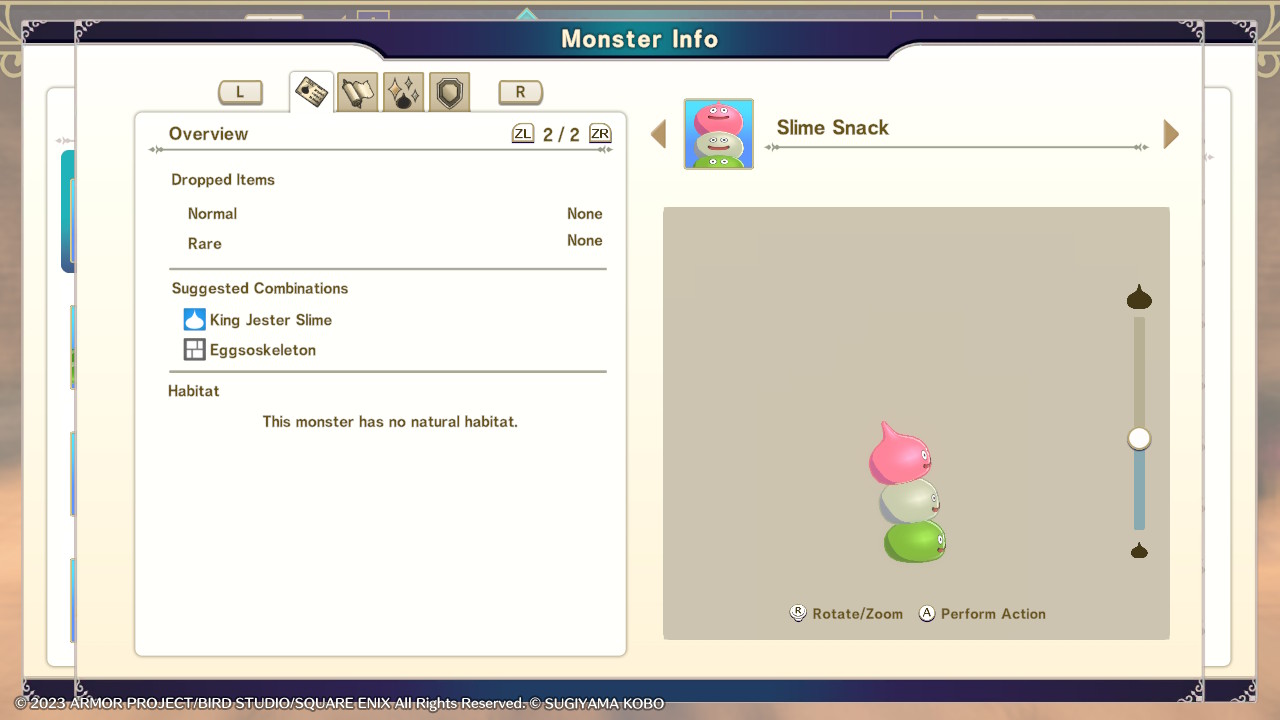 Monster Info
L
R
Overview
ZL 2 / 2 ZR
Dropped Items
Normal None
Rare None
Suggested Combinations
King Jester Slime
Eggsoskeleton
Habitat
This monster has no natural habitat.
Slime Snack
R Rotate/Zoom A Perform Action
© 2023 ARMOR PROJECT/BIRD STUDIO/SQUARE ENIX All Rights Reserved. © SUGIYAMA KOBO